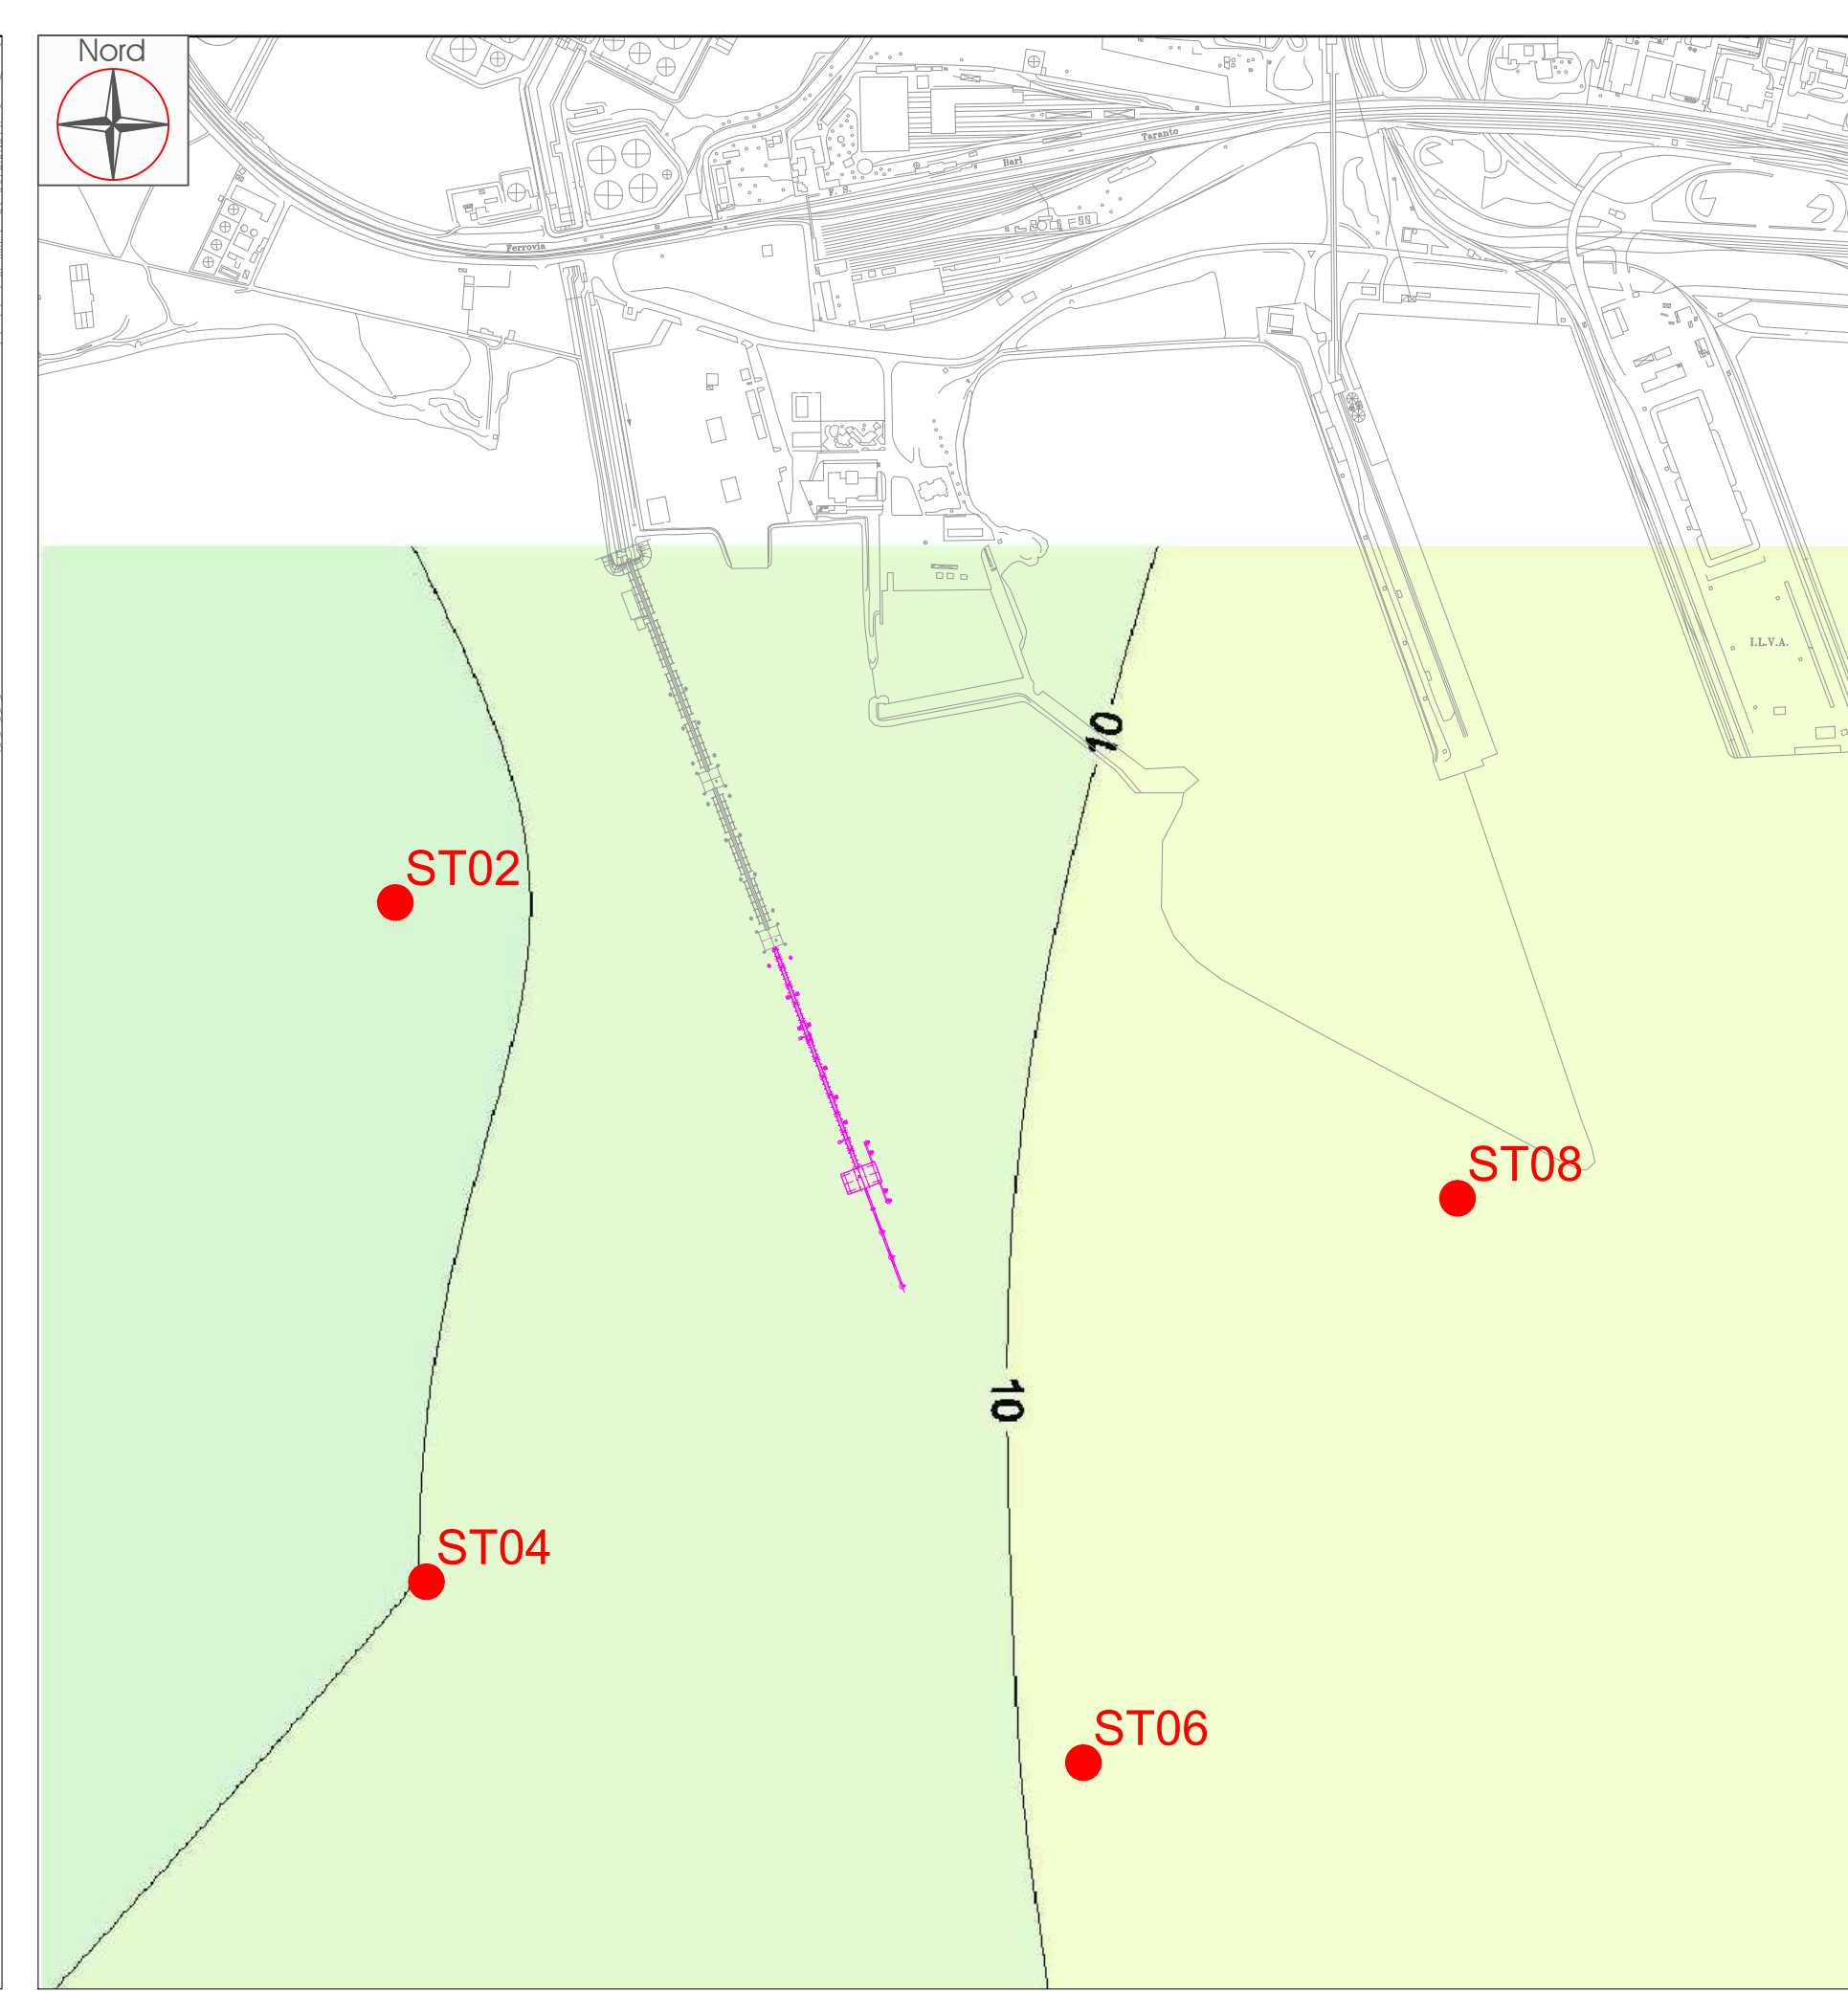 Nord
Taranto
Bari
F. S.
Ferrovia
I.L.V.A.
10
ST02
ST08
10
ST04
ST06